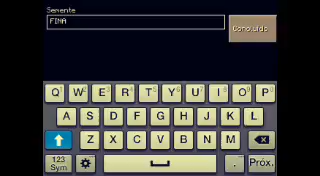 Semente
FINA
Concluído
Q W E R T Y U I O P
A S D F G H J K L
Z X C V B N M
123
Sym
. Próx.